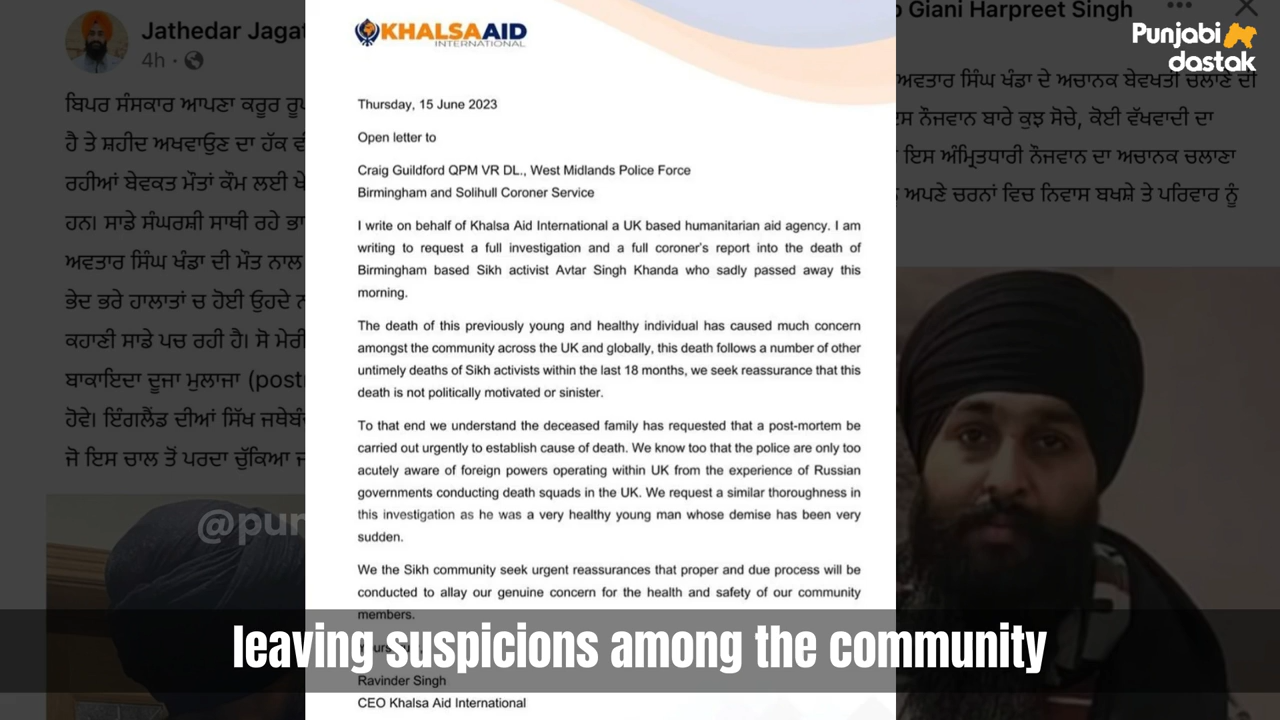 Jathedar Jagat
4h
ਬਿਪਰ ਸੰਸਕਾਰ ਆਪਣਾ ਕਰੂਰ ਰੂਪ
ਹੈ ਤੇ ਸ਼ਹੀਦ ਅਖਵਾਉਣ ਦਾ ਹੱਕ
ਰਹੀਆਂ ਬੇਵਕਤ ਮੌਤਾਂ ਕੌਮ ਲਈ
ਹਨ। ਸਾਡੇ ਸੰਘਰਸ਼ੀ ਸਾਥੀ ਰਹੇ
ਅਵਤਾਰ ਸਿੰਘ ਖੰਡਾ ਦੀ ਮੌਤ ਨਾਲ
ਭੇਦ ਭਰੇ ਹਾਲਾਤਾਂ ਚ ਹੋਈ ਉਹਦੇ
ਕਹਾਣੀ ਸਾਡੇ ਪਚ ਰਹੀ ਹੈ। ਸੋ ਮੇਰੀ
ਬਾਕਾਇਦਾ ਦੂਜਾ ਮੁਲਾਜਾ (post
ਹੋਵੇ। ਇੰਗਲੈਂਡ ਦੀਆਂ ਸਿੱਖ
ਜੋ ਇਸ ਚਾਲ ਤੋਂ ਪਰਦਾ ਚੁੱਕਿਆ
@pun
KHALSAAID
INTERNATIONAL
Thursday, 15 June 2023
Open letter to
Craig Guildford QPM VR DL., West Midlands Police Force
Birmingham and Solihull Coroner Service
I write on behalf of Khalsa Aid International a UK based humanitarian aid agency. I am
writing to request a full investigation and a full coroner's report into the death of
Birmingham based Sikh activist Avtar Singh Khanda who sadly passed away this
morning.
The death of this previously young and healthy individual has caused much concern
amongst the community across the UK and globally, this death follows a number of other
untimely deaths of Sikh activists within the last 18 months, we seek reassurance that this
death is not politically motivated or sinister.
To that end we understand the deceased family has requested that a post-mortem be
carried out urgently to establish cause of death. We know too that the police are only too
acutely aware of foreign powers operating within UK from the experience of Russian
governments conducting death squads in the UK. We request a similar thoroughness in
this investigation as he was a very healthy young man whose demise has been very
sudden.
We the Sikh community seek urgent reassurances that proper and due process will be
conducted to allay our genuine concern for the health and safety of our community
members.
Ravinder Singh
CEO Khalsa Aid International
Giani Harpreet Singh
ਅਵਤਾਰ ਸਿੰਘ ਖੰਡਾ ਦੇ ਅਚਾਨਕ ਬੇਵਖਤੀ ਚਲਾਣੇ ਦੀ
ਨੌਜਵਾਨ ਬਾਰੇ ਕੁਝ ਸੋਚੇ, ਕੋਈ ਵੱਖਵਾਦੀ ਦਾ
ਇਸ ਅੰਮ੍ਰਿਤਧਾਰੀ ਨੌਜਵਾਨ ਦਾ ਅਚਾਨਕ ਚਲਾਣਾ
ਅਪਣੇ ਚਰਨਾਂ ਵਿਚ ਨਿਵਾਸ ਬਖਸ਼ੇ ਤੇ ਪਰਿਵਾਰ ਨੂੰ
Punjabi
dastak
leaving suspicions among the community